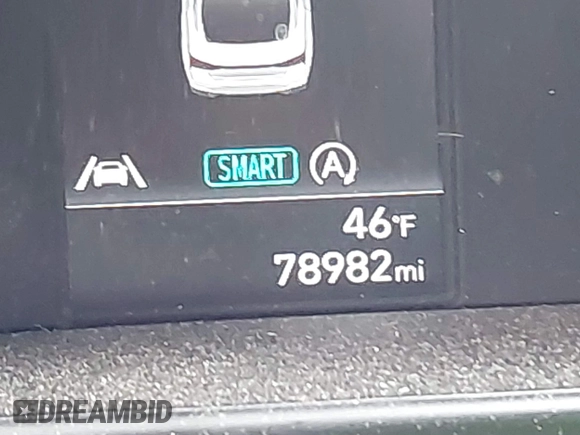 SMART A
46°F
78982mi
DREAMBID